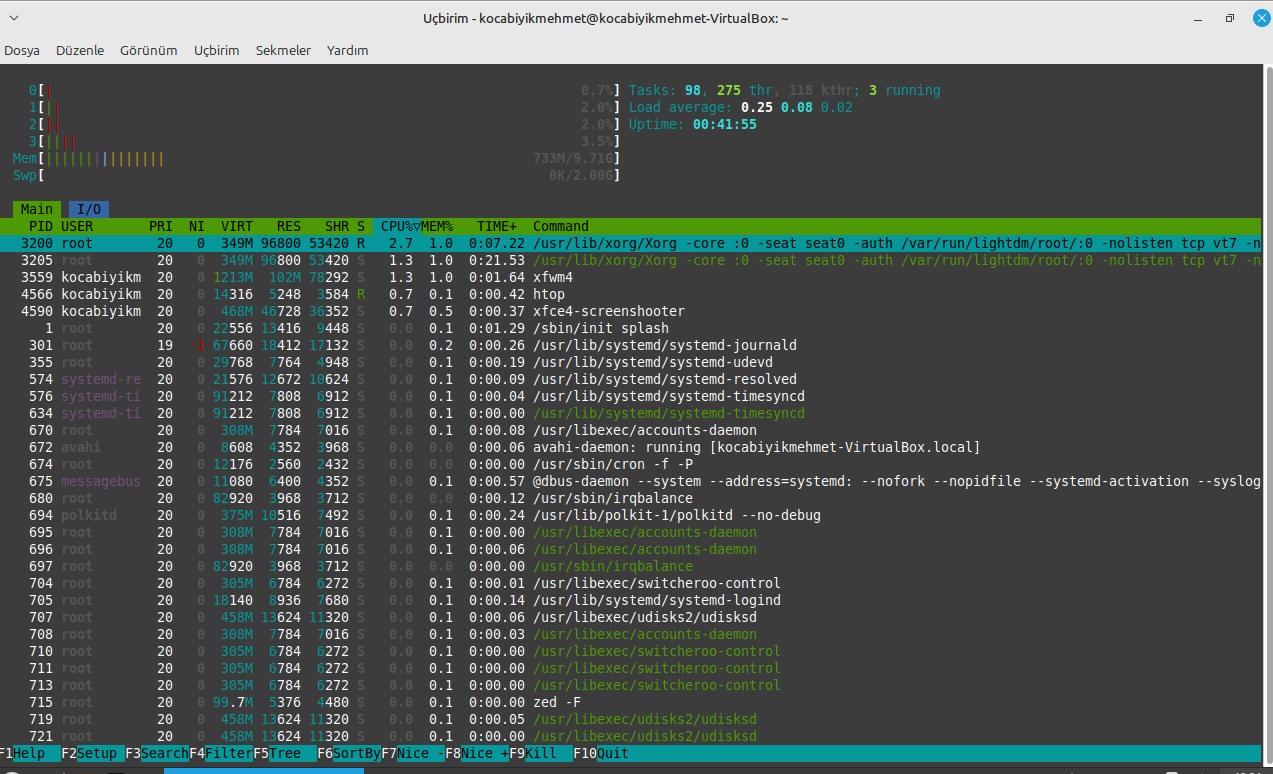 Uçbirim - kocabiyikmehmet@kocabiyikmehmet-VirtualBox: ~
Dosya Düzenle Görünüm Uçbirim Sekmeler Yardım
0[| 0.7%] Tasks: 98, 275 thr, 118 kthr; 3 running
1[|| 2.0%] Load average: 0.25 0.08 0.02
2[|| 2.0%] Uptime: 00:41:55
3[|||| 3.5%]
Mem[||||||||||||||| 733M/9.71G]
Swp[ 0K/2.00G]
Main I/O
PID USER PRI NI VIRT RES SHR S CPU%▽MEM% TIME+ Command
3200 root 20 0 349M 96800 53420 R 2.7 1.0 0:07.22 /usr/lib/xorg/Xorg -core :0 -seat seat0 -auth /var/run/lightdm/root/:0 -nolisten tcp vt7 -n
3205 root 20 0 349M 96800 53420 S 1.3 1.0 0:21.53 /usr/lib/xorg/Xorg -core :0 -seat seat0 -auth /var/run/lightdm/root/:0 -nolisten tcp vt7 -n
3559 kocabiyikm 20 0 1213M 102M 78292 S 1.3 1.0 0:01.64 xfwm4
4566 kocabiyikm 20 0 14316 5248 3584 R 0.7 0.1 0:00.42 htop
4590 kocabiyikm 20 0 468M 46728 36352 S 0.7 0.5 0:00.37 xfce4-screenshooter
1 root 20 0 22556 13416 9448 S 0.0 0.1 0:01.29 /sbin/init splash
301 root 19 -1 67660 18412 17132 S 0.0 0.2 0:00.26 /usr/lib/systemd/systemd-journald
355 root 20 0 29768 7764 4948 S 0.0 0.1 0:00.19 /usr/lib/systemd/systemd-udevd
574 systemd-re 20 0 21576 12672 10624 S 0.0 0.1 0:00.09 /usr/lib/systemd/systemd-resolved
576 systemd-ti 20 0 91212 7808 6912 S 0.0 0.1 0:00.04 /usr/lib/systemd/systemd-timesyncd
634 systemd-ti 20 0 91212 7808 6912 S 0.0 0.1 0:00.00 /usr/lib/systemd/systemd-timesyncd
670 root 20 0 308M 7784 7016 S 0.0 0.1 0:00.08 /usr/libexec/accounts-daemon
672 avahi 20 0 8608 4352 3968 S 0.0 0.0 0:00.06 avahi-daemon: running [kocabiyikmehmet-VirtualBox.local]
674 root 20 0 12176 2560 2432 S 0.0 0.0 0:00.00 /usr/sbin/cron -f -P
675 messagebus 20 0 11080 6400 4352 S 0.0 0.1 0:00.57 @dbus-daemon --system --address=systemd: --nofork --nopidfile --systemd-activation --syslog
680 root 20 0 82920 3968 3712 S 0.0 0.0 0:00.12 /usr/sbin/irqbalance
694 polkitd 20 0 375M 10516 7492 S 0.0 0.1 0:00.24 /usr/lib/polkit-1/polkitd --no-debug
695 root 20 0 308M 7784 7016 S 0.0 0.1 0:00.00 /usr/libexec/accounts-daemon
696 root 20 0 308M 7784 7016 S 0.0 0.1 0:00.06 /usr/libexec/accounts-daemon
697 root 20 0 82920 3968 3712 S 0.0 0.0 0:00.00 /usr/sbin/irqbalance
704 root 20 0 305M 6784 6272 S 0.0 0.1 0:00.01 /usr/libexec/switcheroo-control
705 root 20 0 18140 8936 7680 S 0.0 0.1 0:00.14 /usr/lib/systemd/systemd-logind
707 root 20 0 458M 13624 11320 S 0.0 0.1 0:00.06 /usr/libexec/udisks2/udisksd
708 root 20 0 308M 7784 7016 S 0.0 0.1 0:00.03 /usr/libexec/accounts-daemon
710 root 20 0 305M 6784 6272 S 0.0 0.1 0:00.00 /usr/libexec/switcheroo-control
711 root 20 0 305M 6784 6272 S 0.0 0.1 0:00.00 /usr/libexec/switcheroo-control
713 root 20 0 305M 6784 6272 S 0.0 0.1 0:00.00 /usr/libexec/switcheroo-control
715 root 20 0 99.7M 5376 4480 S 0.0 0.1 0:00.00 zed -F
719 root 20 0 458M 13624 11320 S 0.0 0.1 0:00.05 /usr/libexec/udisks2/udisksd
721 root 20 0 458M 13624 11320 S 0.0 0.1 0:00.00 /usr/libexec/udisks2/udisksd
F1Help F2Setup F3SearchF4FilterF5Tree F6SortByF7Nice -F8Nice +F9Kill F10Quit